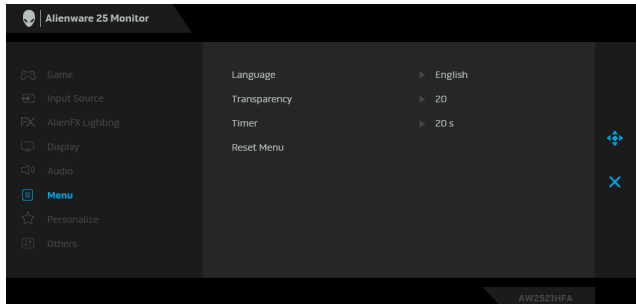 Alienware 25 Monitor
Game
Input Source
AlienFX Lighting
Display
Audio
Menu
Personalize
Others
Language English
Transparency 20
Timer 20 s
Reset Menu
AW2521HFA